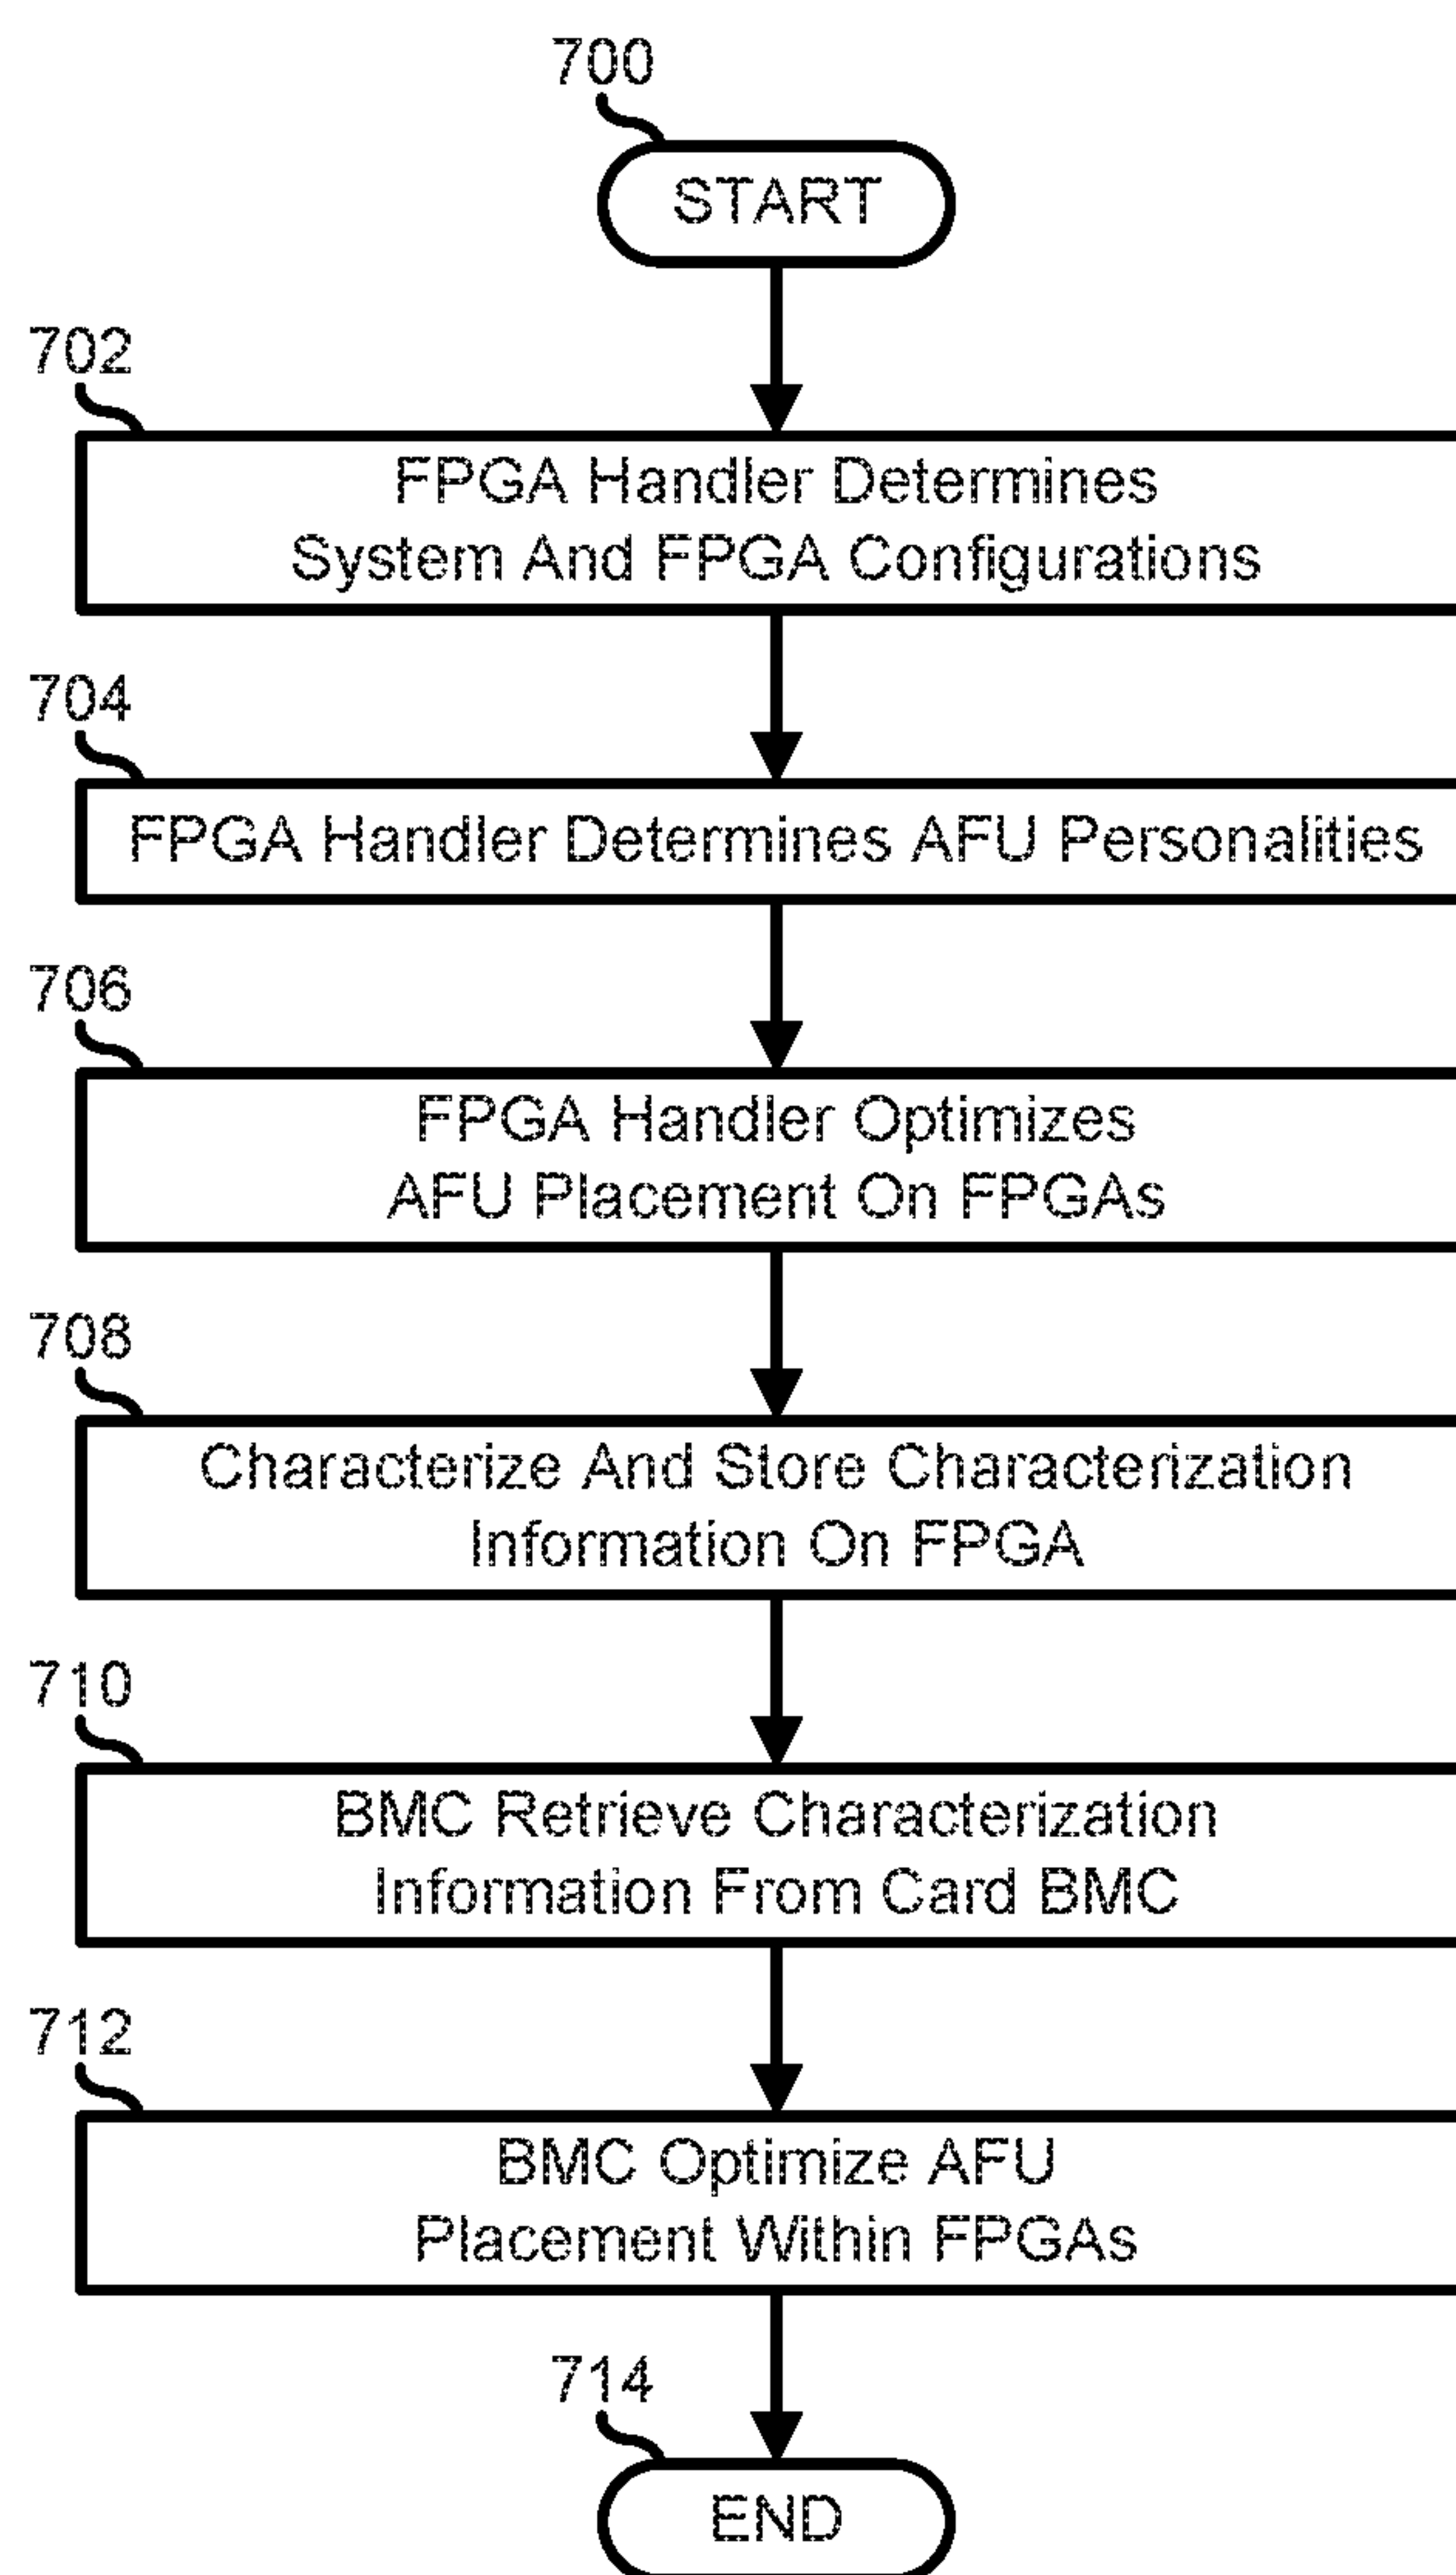 700
START
702
FPGA Handler Determines
System And FPGA Configurations
704
FPGA Handler Determines AFU Personalities
706
FPGA Handler Optimizes
AFU Placement On FPGAs
708
Characterize And Store Characterization
Information On FPGA
710
BMC Retrieve Characterization
Information From Card BMC
712
BMC Optimize AFU
Placement Within FPGAs
714
END